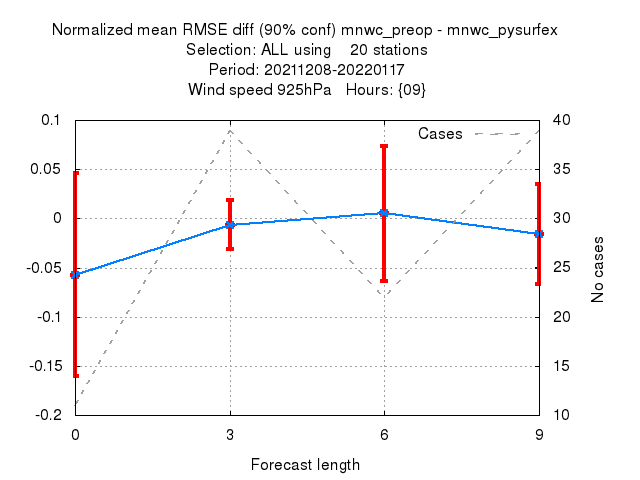 Normalized mean RMSE diff (90% conf) mnwc_preop - mnwc_pysurfex
Selection: ALL using 20 stations
Period: 20211208-20220117
Wind speed 925hPa Hours: {09}
Cases
0.1
0.05
0
-0.05
-0.1
-0.15
-0.2
40
35
30
25
20
15
10
No cases
0 3 6 9
Forecast length